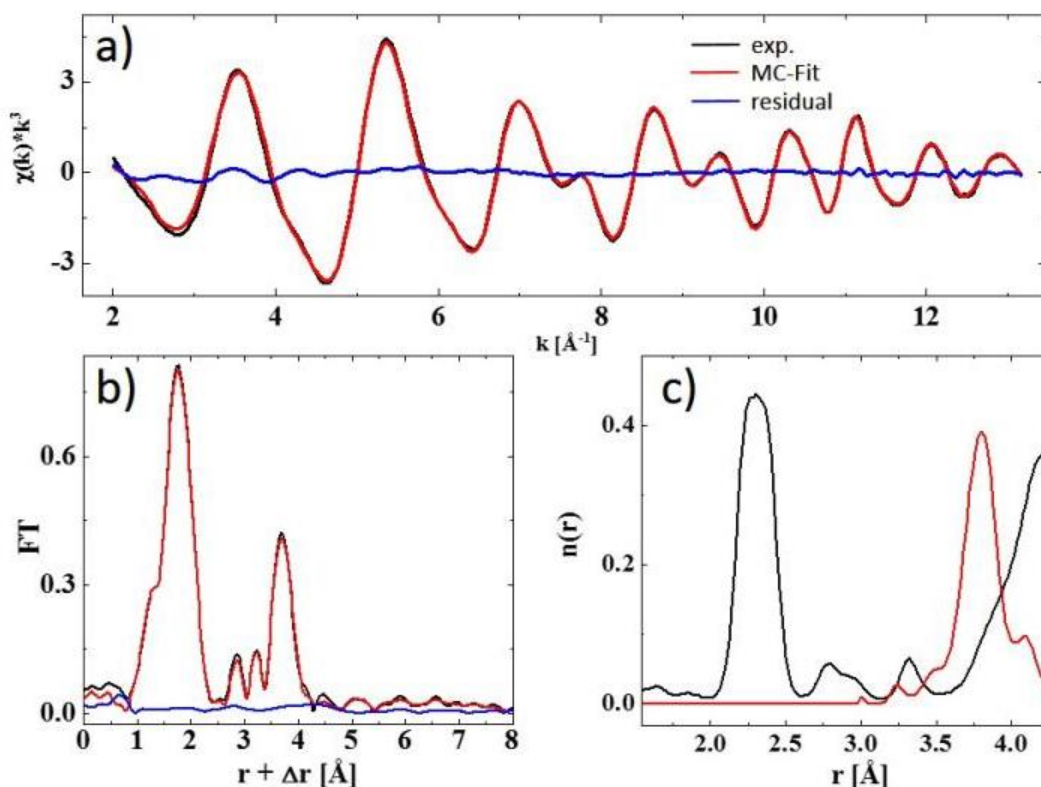 a)
exp.
MC-Fit
residual
χ(k)*k³
3
0
-3
2 4 6 8 10 12
k [Å⁻¹]
b)
FT
0.6
0.3
0.0
0 1 2 3 4 5 6 7 8
r + Δr [Å]
c)
n(r)
0.4
0.2
0.0
2.0 2.5 3.0 3.5 4.0
r [Å]